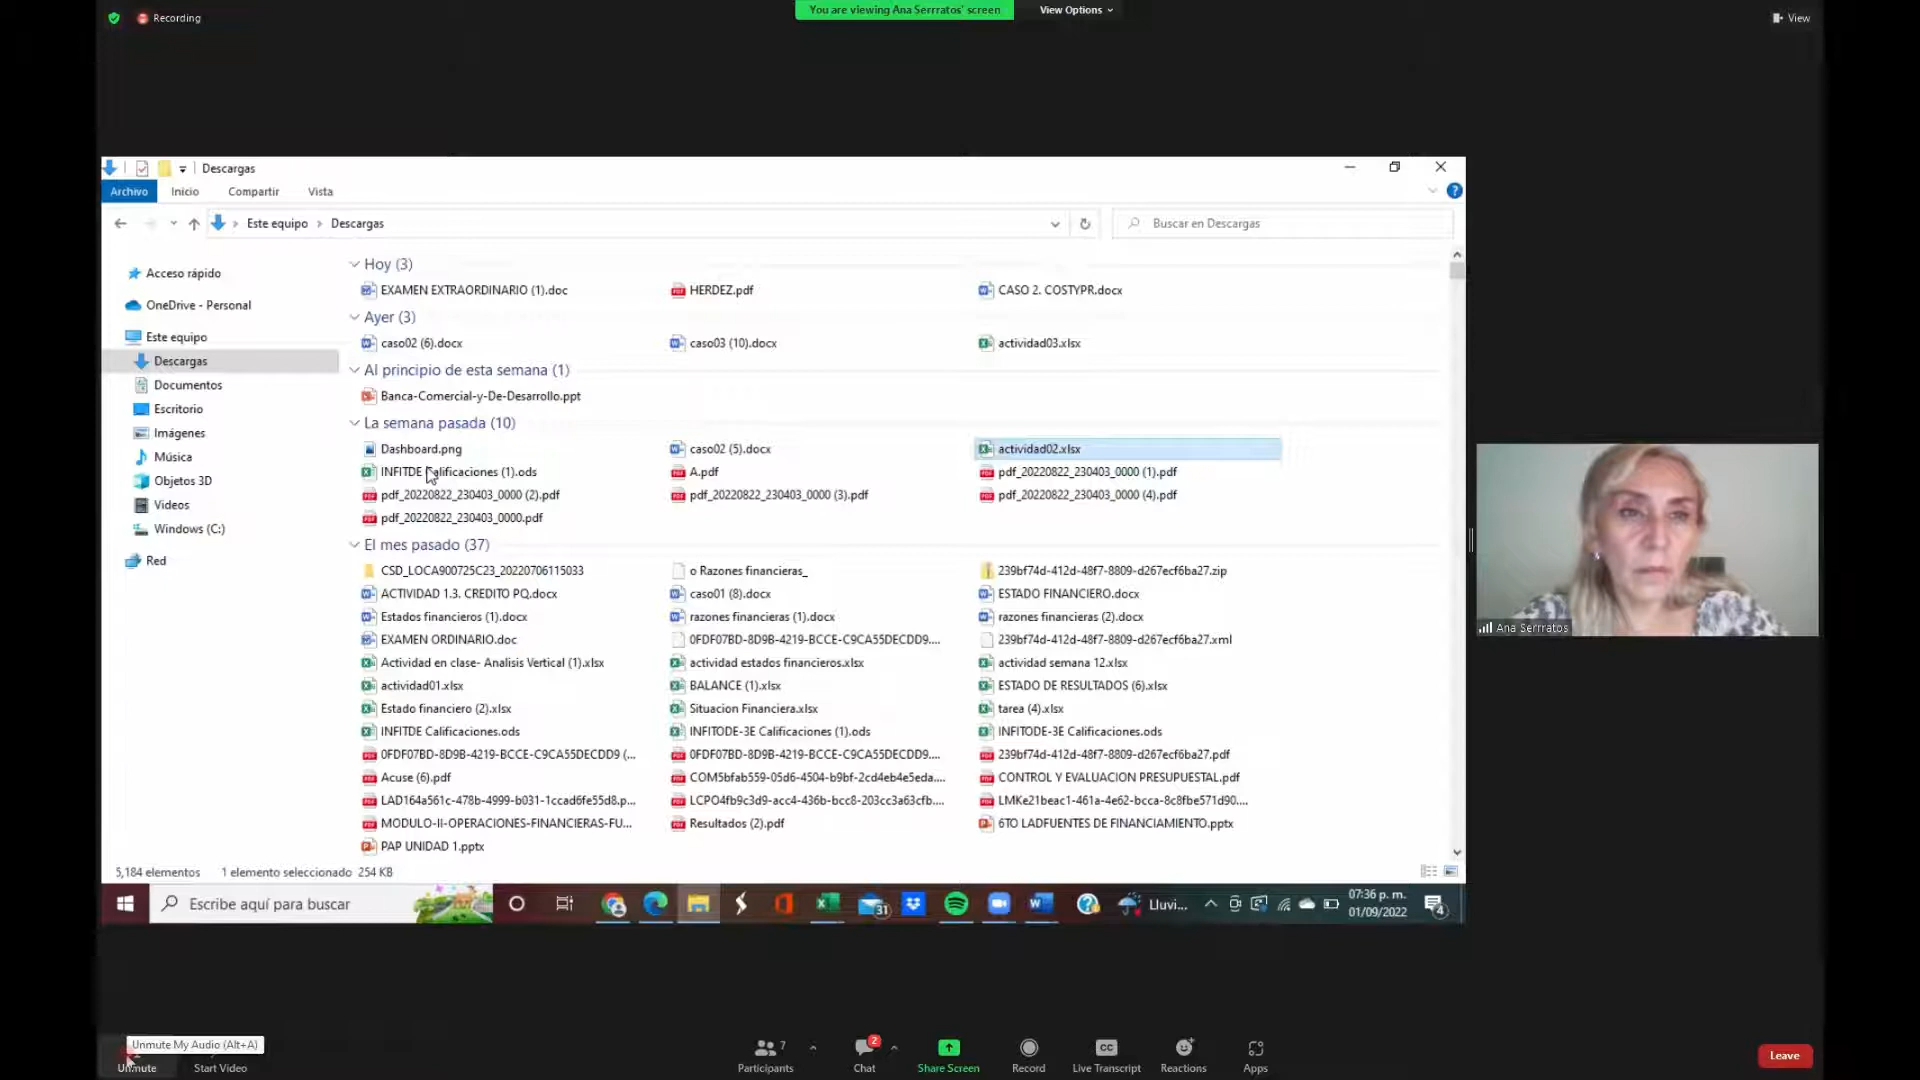 Recording
You are viewing Ana Serrratos' screen
View Options
View
Descargas
Archivo Inicio Compartir Vista
Este equipo > Descargas
Buscar en Descargas
Acceso rápido
OneDrive - Personal
Este equipo
Descargas
Documentos
Escritorio
Imágenes
Música
Objetos 3D
Videos
Windows (C:)
Red
Hoy (3)
EXAMEN EXTRAORDINARIO (1).doc HERDEZ.pdf CASO 2. COSTYPR.docx
Ayer (3)
caso02 (6).docx caso03 (10).docx actividad03.xlsx
Al principio de esta semana (1)
Banca-Comercial-y-De-Desarrollo.ppt
La semana pasada (10)
Dashboard.png caso02 (5).docx actividad02.xlsx
INFITDE Calificaciones (1).ods A.pdf pdf_20220822_230403_0000 (1).pdf
pdf_20220822_230403_0000 (2).pdf pdf_20220822_230403_0000 (3).pdf pdf_20220822_230403_0000 (4).pdf
pdf_20220822_230403_0000.pdf
El mes pasado (37)
CSD_LOCA900725C23_20220706115033 o Razones financieras_ 239bf74d-412d-48f7-8809-d267ecf6ba27.zip
ACTIVIDAD 1.3. CREDITO PQ.docx caso01 (8).docx ESTADO FINANCIERO.docx
Estados financieros (1).docx razones financieras (1).docx razones financieras (2).docx
EXAMEN ORDINARIO.doc 0FDF07BD-8D9B-4219-BCCE-C9CA55DECDD9.... 239bf74d-412d-48f7-8809-d267ecf6ba27.xml
Actividad en clase- Analisis Vertical (1).xlsx actividad estados financieros.xlsx actividad semana 12.xlsx
actividad01.xlsx BALANCE (1).xlsx ESTADO DE RESULTADOS (6).xlsx
Estado financiero (2).xlsx Situacion Financiera.xlsx tarea (4).xlsx
INFITDE Calificaciones.ods INFITODE-3E Calificaciones (1).ods INFITODE-3E Calificaciones.ods
0FDF07BD-8D9B-4219-BCCE-C9CA55DECDD9 (... 0FDF07BD-8D9B-4219-BCCE-C9CA55DECDD9.... 239bf74d-412d-48f7-8809-d267ecf6ba27.pdf
Acuse (6).pdf COM5bfab559-05d6-4504-b9bf-2cd4eb4e5eda.... CONTROL Y EVALUACION PRESUPUESTAL.pdf
LAD164a561c-478b-4999-b031-1ccad6fe55d8.p... LCPO4fb9c3d9-acc4-436b-bcc8-203cc3a63cfb.... LMKe21beac1-461a-4e62-bcca-8c8fbe571d90....
MODULO-II-OPERACIONES-FINANCIERAS-FU... Resultados (2).pdf 6TO LADFUENTES DE FINANCIAMIENTO.pptx
PAP UNIDAD 1.pptx
5,184 elementos 1 elemento seleccionado 254 KB
Escribe aquí para buscar
31
Lluvi...
07:36 p. m.
01/09/2022
4
Ana Serrratos
Unmute My Audio (Alt+A)
Unmute
Start Video
7
Participants
2
Chat
Share Screen
Record
CC
Live Transcript
Reactions
Apps
Leave